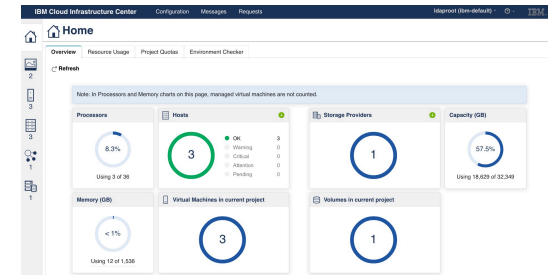 IBM Cloud Infrastructure Center Configuration Messages Requests Idaproot (ibm-default) IBM
Home
Overview Resource Usage Project Quotas Environment Checker
Refresh
2
3
3
1
1
Note: In Processors and Memory charts on this page, managed virtual machines are not counted.
Processors
8.3%
Using 3 of 36
Hosts
3
OK 3
Warning 0
Critical 0
Attention 0
Pending 0
Storage Providers
1
Capacity (GB)
57.5%
Using 18,629 of 32,349
Memory (GB)
< 1%
Using 12 of 1,536
Virtual Machines in current project
3
Volumes in current project
1